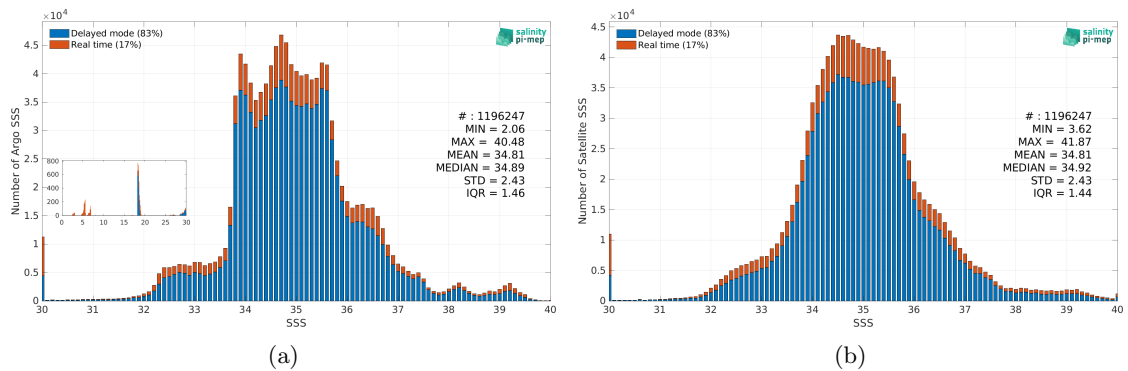 ×10⁴
Delayed mode (83%)
Real time (17%)
salinity
pi-mep
4.5
4
3.5
3
2.5
2
1.5
1
0.5
0
Number of Argo SSS
# : 1196247
MIN = 2.06
MAX = 40.48
MEAN = 34.81
MEDIAN = 34.89
STD = 2.43
IQR = 1.46
800
600
400
200
0
0 5 10 15 20 25 30
30 31 32 33 34 35 36 37 38 39 40
SSS
(a)
×10⁴
Delayed mode (83%)
Real time (17%)
salinity
pi-mep
4.5
4
3.5
3
2.5
2
1.5
1
0.5
0
Number of Satellite SSS
# : 1196247
MIN = 3.62
MAX = 41.87
MEAN = 34.81
MEDIAN = 34.92
STD = 2.43
IQR = 1.44
30 31 32 33 34 35 36 37 38 39 40
SSS
(b)